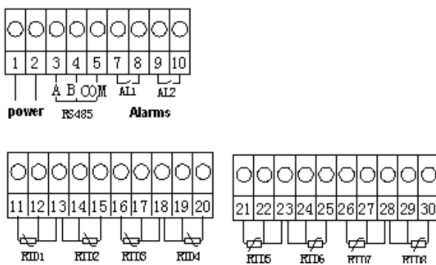 1 2 3 4 5 6 7 8 9 10
A B COM AL1 AL2
power RS485 Alarms
11 12 13 14 15 16 17 18 19 20 21 22 23 24 25 26 27 28 29 30
RTD1 RTD2 RTD3 RTD4 RTD5 RTD6 RTD7 RTD8